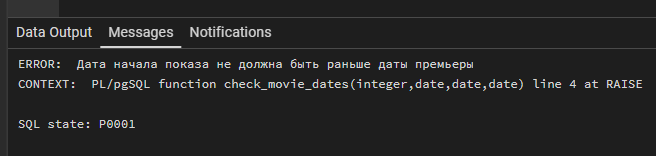 Data Output Messages Notifications
ERROR: Дата начала показа не должна быть раньше даты премьеры
CONTEXT: PL/pgSQL function check_movie_dates(integer,date,date,date) line 4 at RAISE
SQL state: P0001